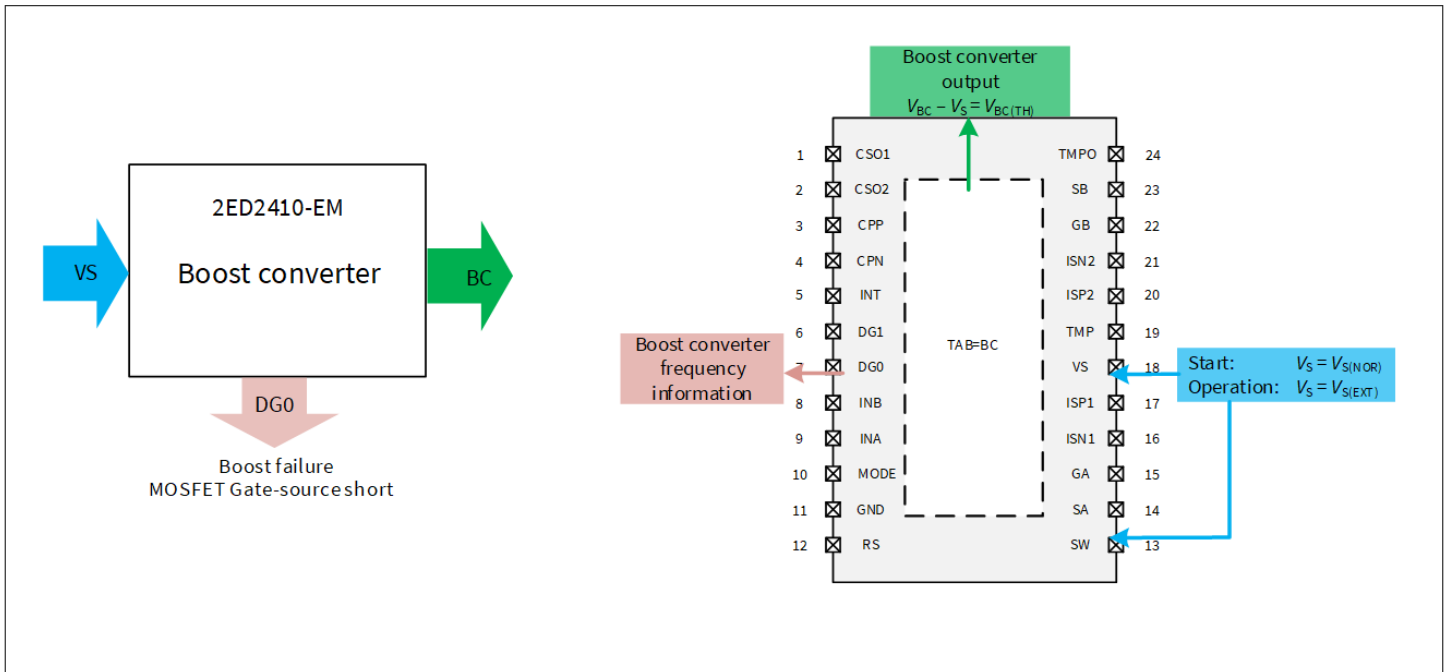 2ED2410-EM
Boost converter
VS
BC
DG0
Boost failure
MOSFET Gate-source short
Boost converter
output
VBC – VS = VBC(TH)
1 CSO1 TMPO 24
2 CSO2 SB 23
3 CPP GB 22
4 CPN ISN2 21
5 INT ISP2 20
6 DG1 TMP 19
7 DG0 VS 18
8 INB ISP1 17
9 INA ISN1 16
10 MODE GA 15
11 GND SA 14
12 RS SW 13
TAB=BC
Boost converter
frequency
information
Start: VS = VS(NOR)
Operation: VS = VS(EXT)